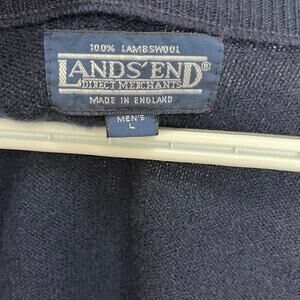 100% LAMBSWOOL
LANDS' END®
DIRECT MERCHANTS
MADE IN ENGLAND
MEN'S
L